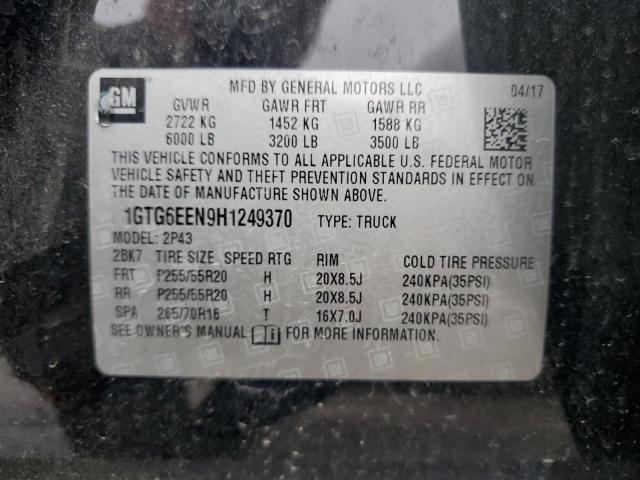 GM
MFD BY GENERAL MOTORS LLC 04/17
GVWR GAWR FRT GAWR RR
2722 KG 1452 KG 1588 KG
6000 LB 3200 LB 3500 LB
THIS VEHICLE CONFORMS TO ALL APPLICABLE U.S. FEDERAL MOTOR
VEHICLE SAFETY AND THEFT PREVENTION STANDARDS IN EFFECT ON
THE DATE OF MANUFACTURE SHOWN ABOVE.
1GTG6EEN9H1249370 TYPE: TRUCK
MODEL: 2P43
2BK7 TIRE SIZE SPEED RTG RIM COLD TIRE PRESSURE
FRT P255/55R20 H 20X8.5J 240KPA(35PSI)
RR P255/55R20 H 20X8.5J 240KPA(35PSI)
SPA 265/70R16 T 16X7.0J 240KPA(35PSI)
SEE OWNER'S MANUAL FOR MORE INFORMATION.